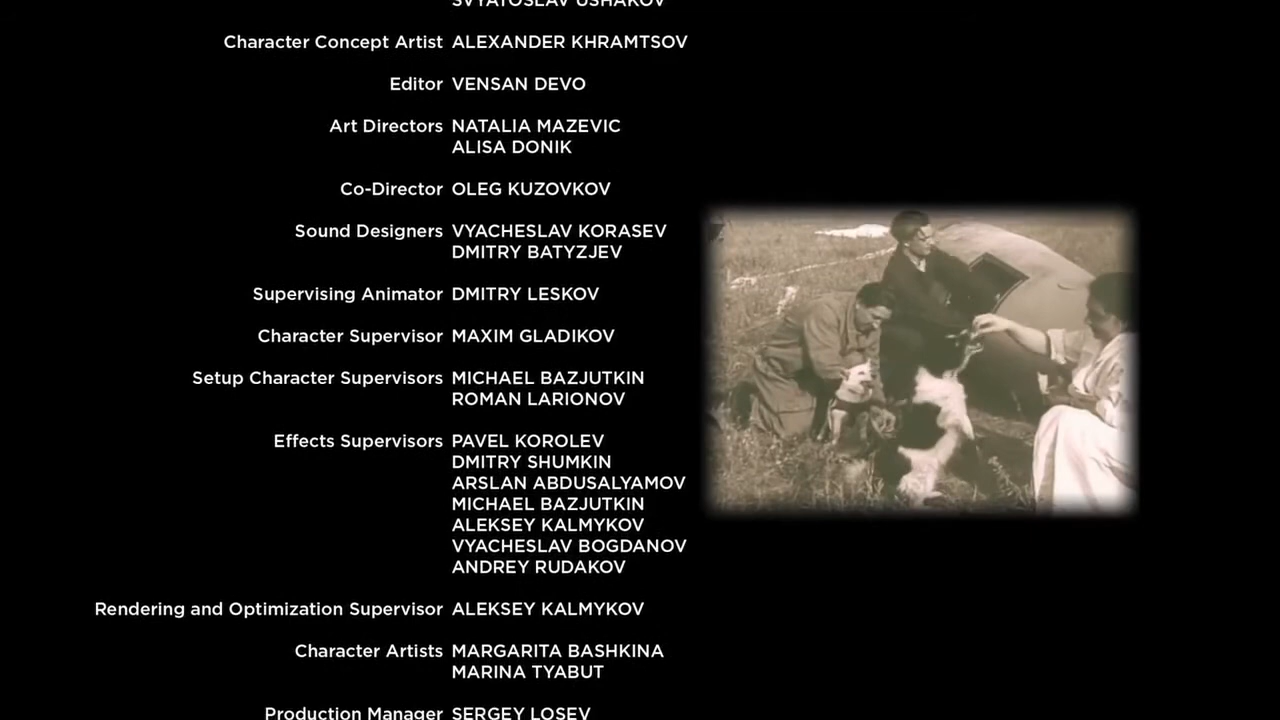 SVYATOSLAV USHAKOV
Character Concept Artist ALEXANDER KHRAMTSOV
Editor VENSAN DEVO
Art Directors NATALIA MAZEVIC
ALISA DONIK
Co-Director OLEG KUZOVKOV
Sound Designers VYACHESLAV KORASEV
DMITRY BATYZJEV
Supervising Animator DMITRY LESKOV
Character Supervisor MAXIM GLADIKOV
Setup Character Supervisors MICHAEL BAZJUTKIN
ROMAN LARIONOV
Effects Supervisors PAVEL KOROLEV
DMITRY SHUMKIN
ARSLAN ABDUSALYAMOV
MICHAEL BAZJUTKIN
ALEKSEY KALMYKOV
VYACHESLAV BOGDANOV
ANDREY RUDAKOV
Rendering and Optimization Supervisor ALEKSEY KALMYKOV
Character Artists MARGARITA BASHKINA
MARINA TYABUT
Production Manager SERGEY LOSEV